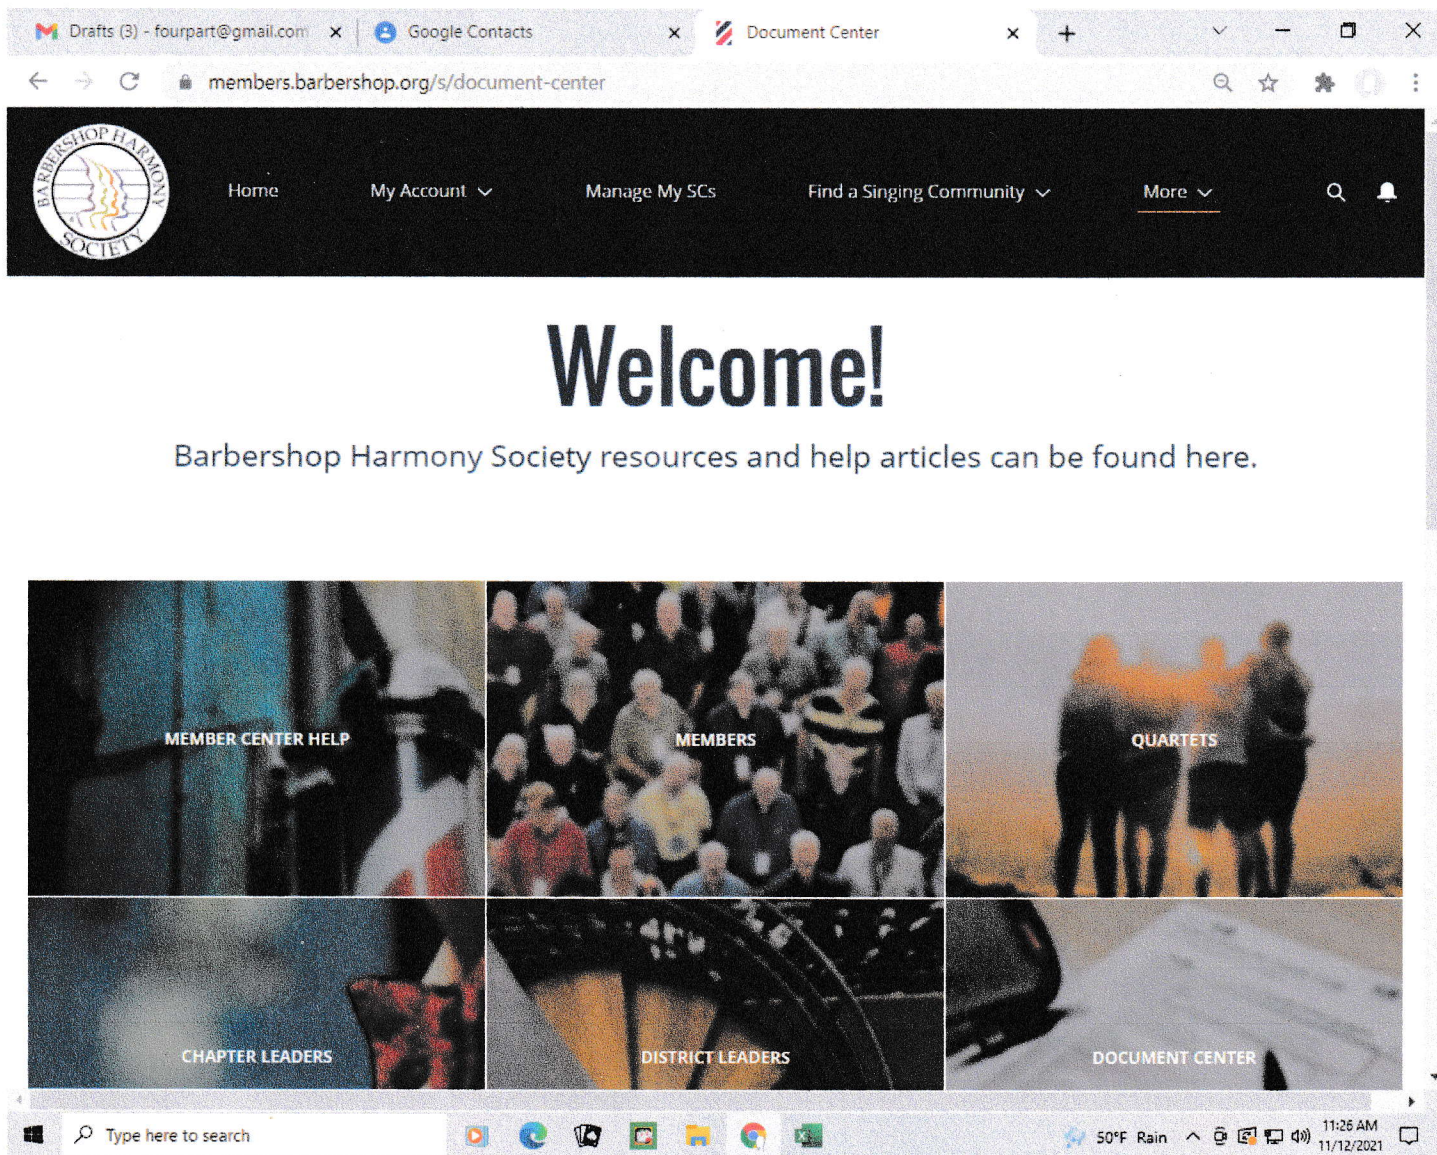 Drafts (3) - fourpart@gmail.com
Google Contacts
Document Center
members.barbershop.org/s/document-center
BARBERSHOP HARMONY SOCIETY
Home
My Account
Manage My SCs
Find a Singing Community
More
Welcome!
Barbershop Harmony Society resources and help articles can be found here.
MEMBER CENTER HELP
MEMBERS
QUARTETS
CHAPTER LEADERS
DISTRICT LEADERS
DOCUMENT CENTER
Type here to search
50°F Rain
11:26 AM
11/12/2021